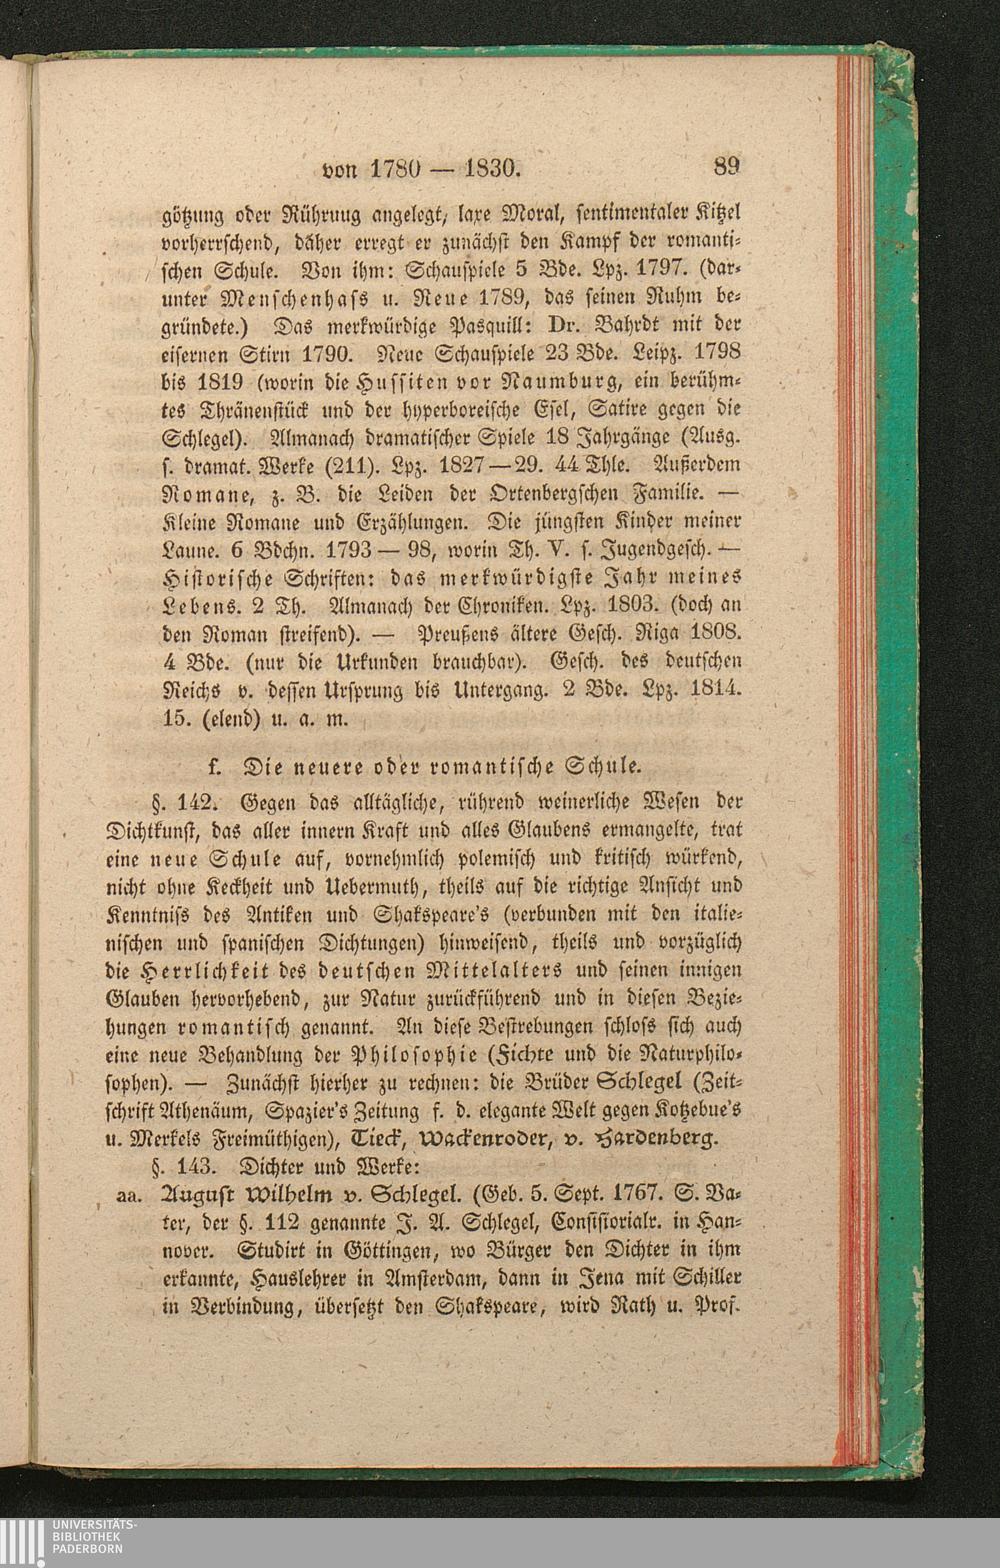 von 1780 — 1830. 89
götzung oder Rühruug angelegt, laxe Moral, sentimentaler Kitzel
vorherrschend, daher erregt er zunächst den Kampf der romanti-
schen Schule. Von ihm: Schauspiele 5 Bde. Lpz. 1797. (dar-
unter Menschenhass u. Reue 1789, das seinen Ruhm be-
gründete.) Das merkwürdige Pasquill: Dr. Bahrdt mit der
eisernen Stirn 1790. Neue Schauspiele 23 Bde. Leipz. 1798
bis 1819 (worin die Hussiten vor Naumburg, ein berühm-
tes Thränenstück und der hyperboreische Esel, Satire gegen die
Schlegel). Almanach dramatischer Spiele 18 Jahrgänge (Ausg.
s. dramat. Werke (211). Lpz. 1827—29. 44 Thle. Außerdem
Romane, z. B. die Leiden der Ortenbergschen Familie. —
Kleine Romane und Erzählungen. Die jüngsten Kinder meiner
Laune. 6 Bdchn. 1793 — 98, worin Th. V. s. Jugendgesch. —
Historische Schriften: das merkwürdigste Jahr meines
Lebens. 2 Th. Almanach der Chroniken. Lpz. 1803. (doch an
den Roman streifend). — Preußens ältere Gesch. Riga 1808.
4 Bde. (nur die Urkunden brauchbar). Gesch. des deutschen
Reichs v. dessen Ursprung bis Untergang. 2 Bde. Lpz. 1814.
15. (elend) u. a. m.
f. Die neuere oder romantische Schule.
§. 142. Gegen das alltägliche, rührend weinerliche Wesen der
Dichtkunst, das aller innern Kraft und alles Glaubens ermangelte, trat
eine neue Schule auf, vornehmlich polemisch und kritisch würkend,
nicht ohne Keckheit und Uebermuth, theils auf die richtige Ansicht und
Kenntniss des Antiken und Shakspeare's (verbunden mit den italie-
nischen und spanischen Dichtungen) hinweisend, theils und vorzüglich
die Herrlichkeit des deutschen Mittelalters und seinen innigen
Glauben hervorhebend, zur Natur zurückführend und in diesen Bezie-
hungen romantisch genannt. An diese Bestrebungen schloss sich auch
eine neue Behandlung der Philosophie (Fichte und die Naturphilo-
sophen). — Zunächst hierher zu rechnen: die Brüder Schlegel (Zeit-
schrift Athenäum, Spazier's Zeitung f. d. elegante Welt gegen Kotzebue's
u. Merkels Freimüthigen), Tieck, Wackenroder, v. Hardenberg.
§. 143. Dichter und Werke:
aa. August Wilhelm v. Schlegel. (Geb. 5. Sept. 1767. S. Va-
ter, der §. 112 genannte J. A. Schlegel, Consistorialr. in Han-
nover. Studirt in Göttingen, wo Bürger den Dichter in ihm
erkannte, Hauslehrer in Amsterdam, dann in Jena mit Schiller
in Verbindung, übersetzt den Shakspeare, wird Rath u. Prof.
UNIVERSITÄTS-
BIBLIOTHEK
PADERBORN